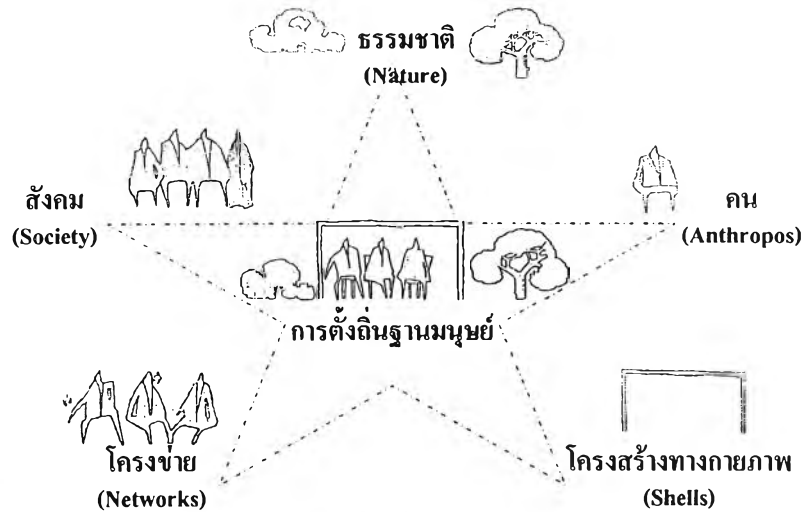 ธรรมชาติ
(Nature)
สังคม
(Society)
คน
(Anthropos)
การตั้งถิ่นฐานมนุษย์
โครงข่าย
(Networks)
โครงสร้างทางกายภาพ
(Shells)